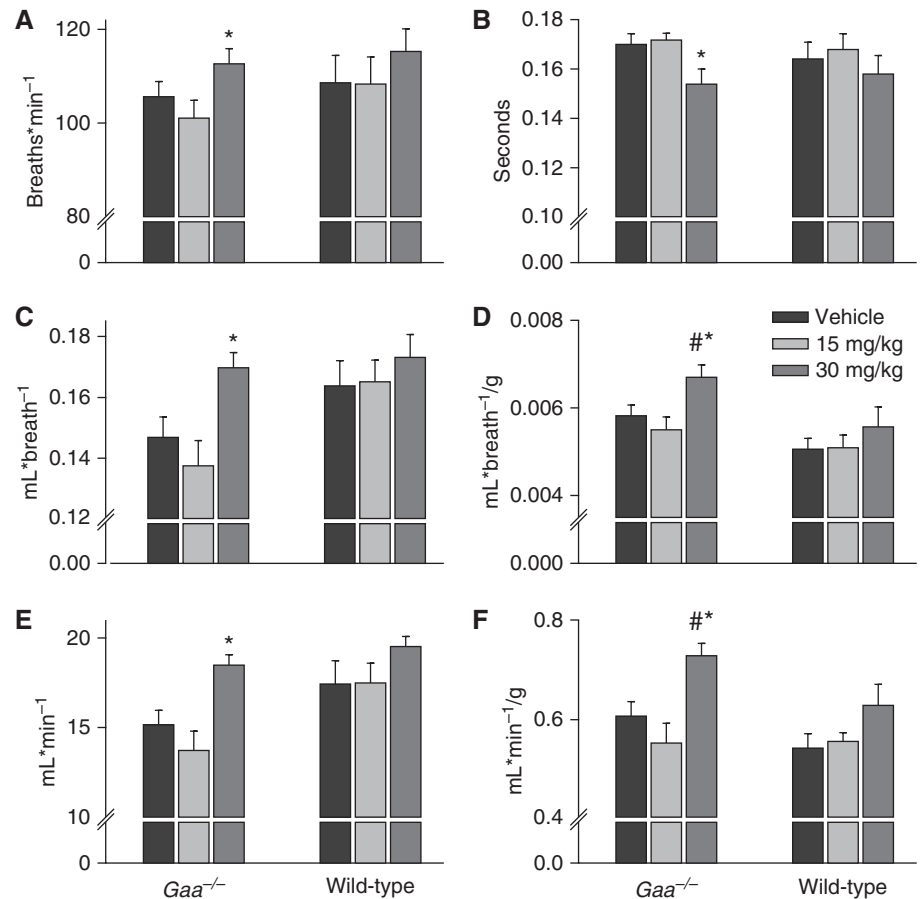 A
Breaths*min⁻¹
120
100
80
0
*
B
Seconds
0.18
0.16
0.14
0.12
0.10
0.00
*
C
mL*breath⁻¹
0.18
0.16
0.14
0.12
0.00
*
D
mL*breath⁻¹/g
0.008
0.006
0.004
0.000
#*
Vehicle
15 mg/kg
30 mg/kg
E
mL*min⁻¹
20
15
10
0
*
Gaa⁻/⁻
Wild-type
F
mL*min⁻¹/g
0.8
0.6
0.4
0.0
#*
Gaa⁻/⁻
Wild-type